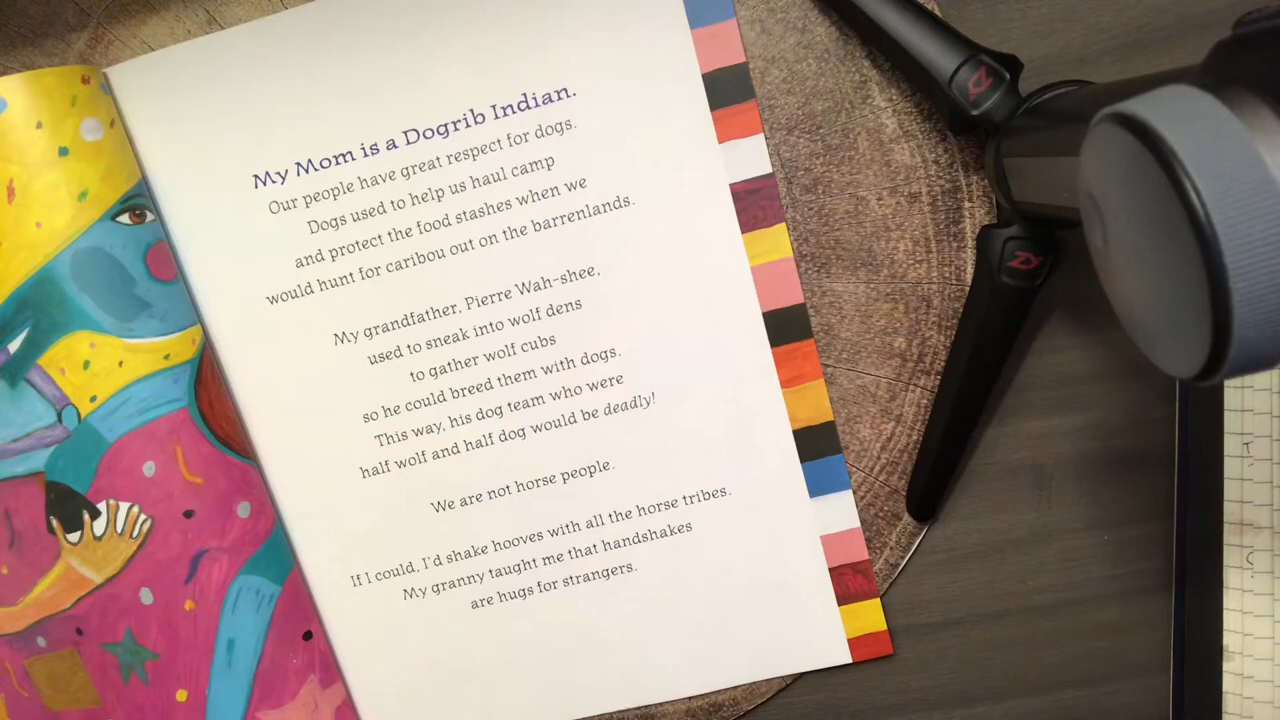 My Mom is a Dogrib Indian.
Our people have great respect for dogs.
Dogs used to help us haul camp
and protect the food stashes when we
would hunt for caribou out on the barrenlands.
My grandfather, Pierre Wah-shee,
used to sneak into wolf dens
to gather wolf cubs
so he could breed them with dogs.
This way, his dog team who were
half wolf and half dog would be deadly!
We are not horse people.
If I could, I'd shake hooves with all the horse tribes.
My granny taught me that handshakes
are hugs for strangers.